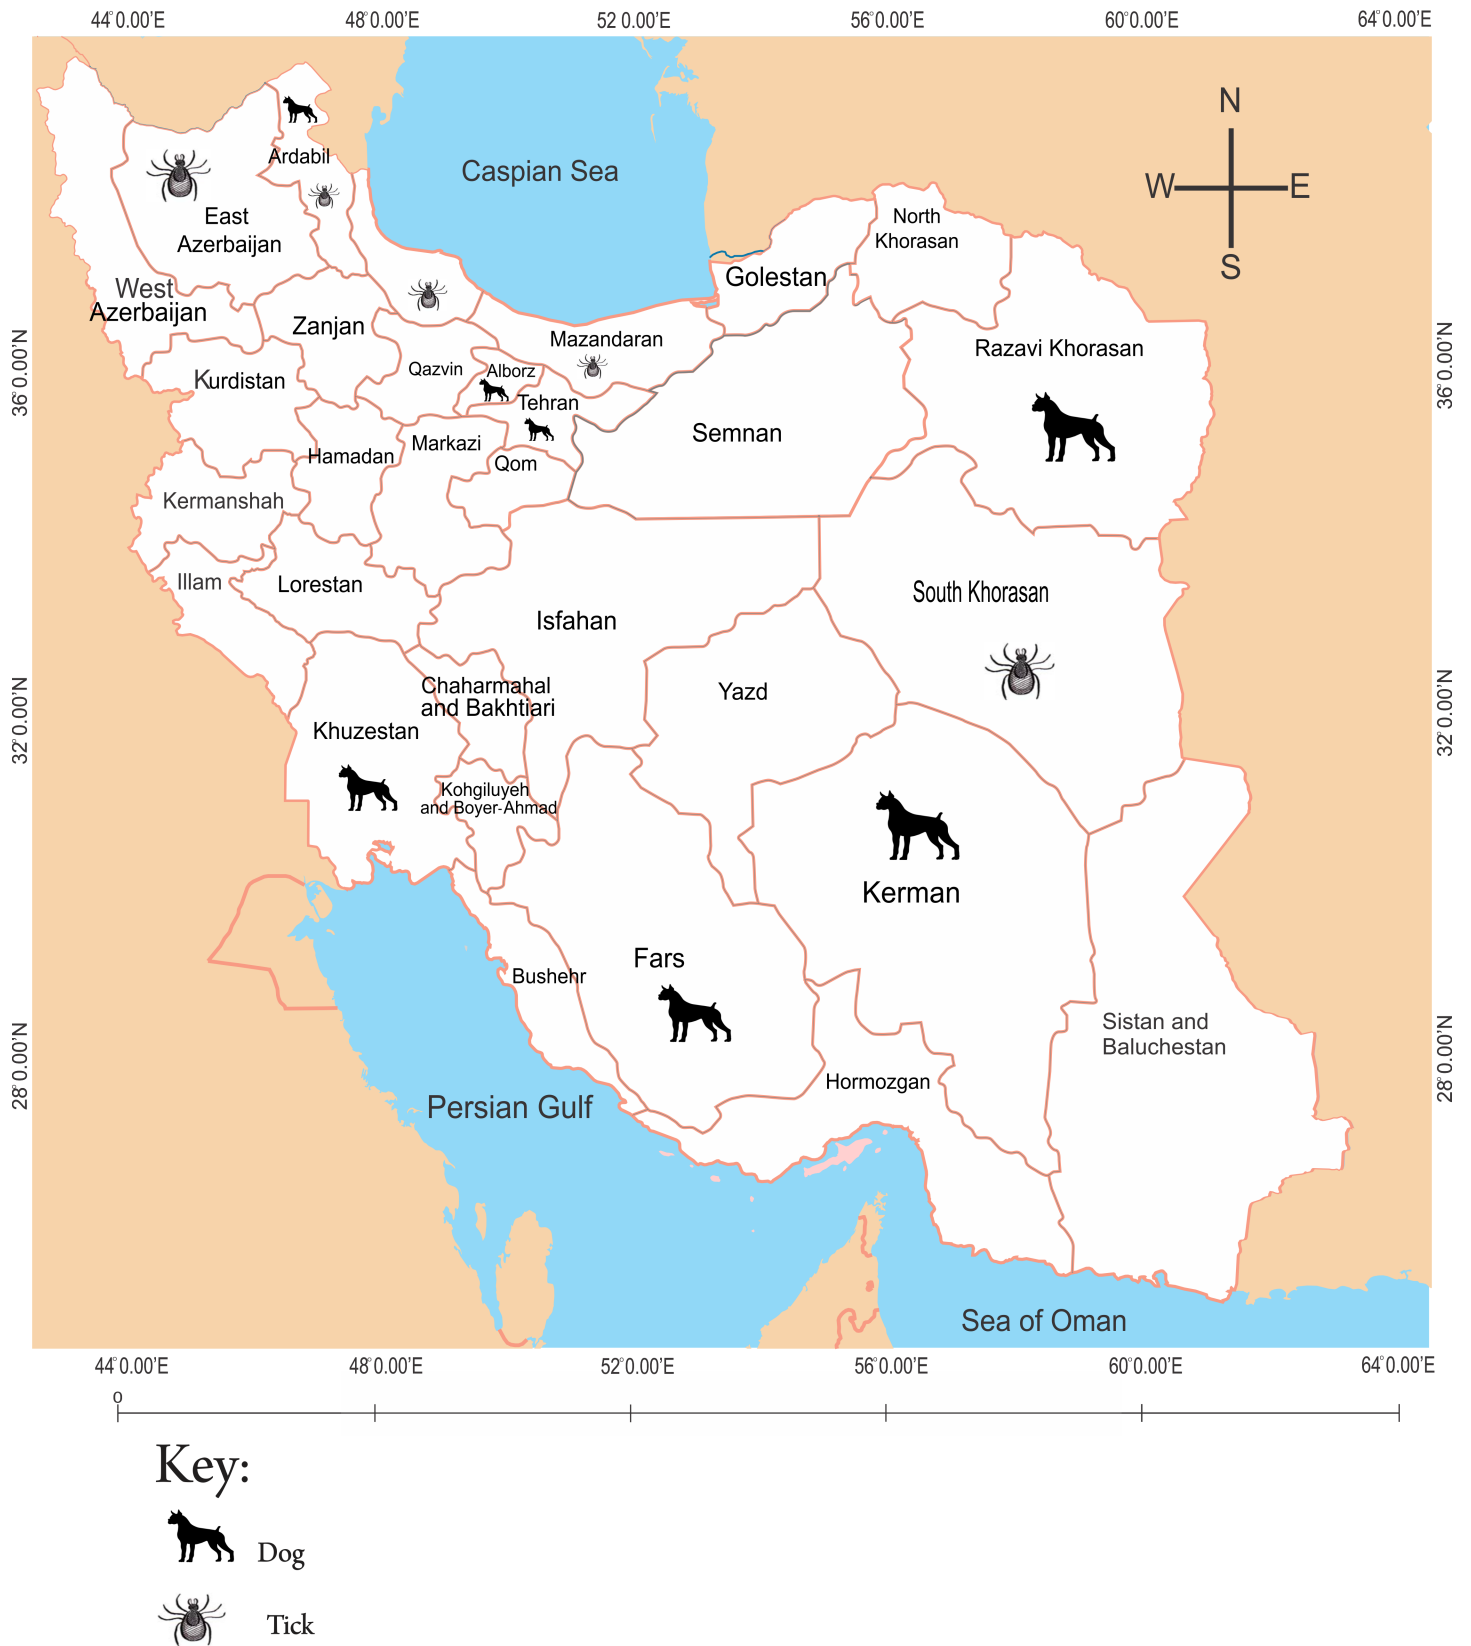 44°0.00'E 48°0.00'E 52 0.00'E 56°0.00'E 60°0.00'E 64°0.00'E
N
W E
S
Caspian Sea
Ardabil
East
Azerbaijan
North
Khorasan
Golestan
West
Azerbaijan
Zanjan
Mazandaran
Razavi Khorasan
36°0.00'N
36°0.00'N
Kurdistan
Qazvin
Alborz
Tehran
Semnan
Hamadan
Markazi
Qom
Kermanshah
Illam
Lorestan
Isfahan
South Khorasan
Chaharmahal
and Bakhtiari
Yazd
32°0.00'N
32°0.00'N
Khuzestan
Kohgiluyeh
and Boyer-Ahmad
Kerman
Fars
Bushehr
Sistan and
Baluchestan
28°0.00'N
28°0.00'N
Hormozgan
Persian Gulf
Sea of Oman
44°0.00'E 48°0.00'E 52°0.00'E 56°0.00'E 60°0.00'E 64°0.00'E
0
Key:
Dog
Tick